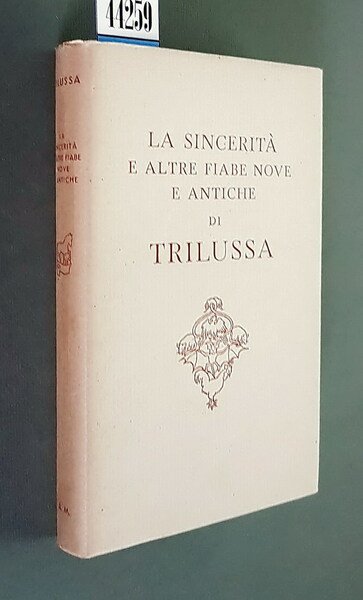 44259
LA SINCERITÀ
E ALTRE FIABE NOVE
E ANTICHE
DI
TRILUSSA
TRILUSSA
LA
SINCERITÀ
E ALTRE FIABE
NOVE
E ANTICHE